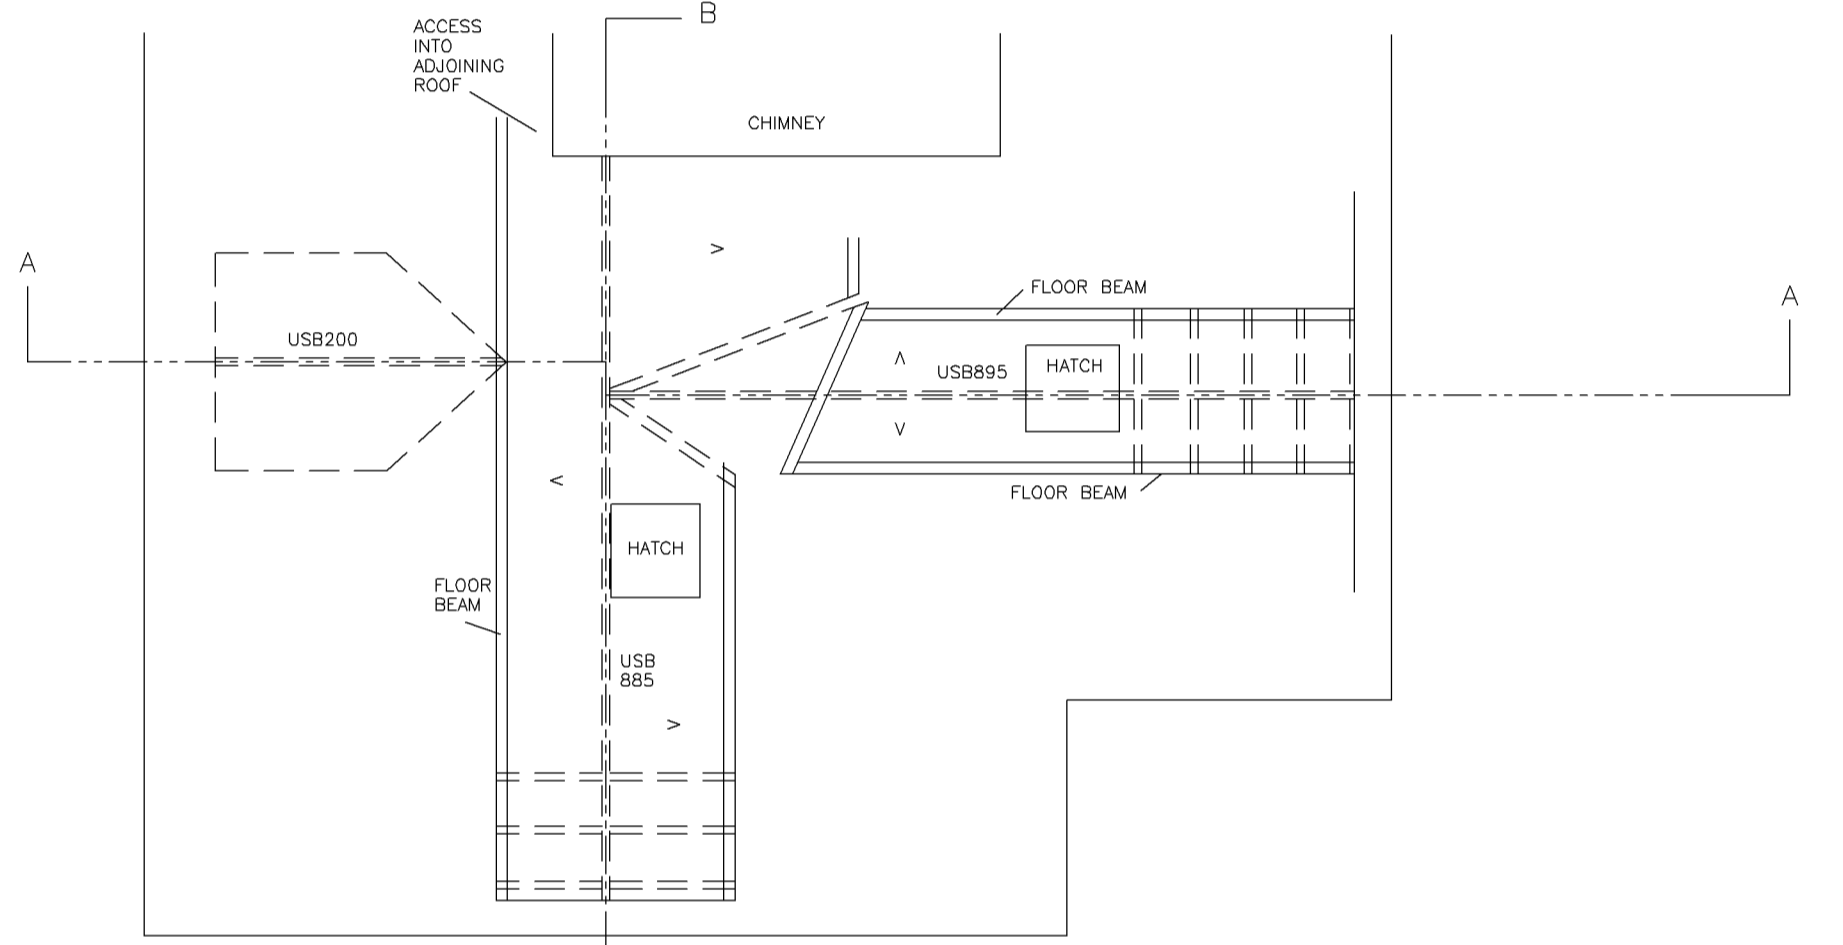 B
ACCESS
INTO
ADJOINING
ROOF
CHIMNEY
A
A
FLOOR BEAM
USB200
USB895
HATCH
FLOOR BEAM
HATCH
FLOOR
BEAM
USB
885